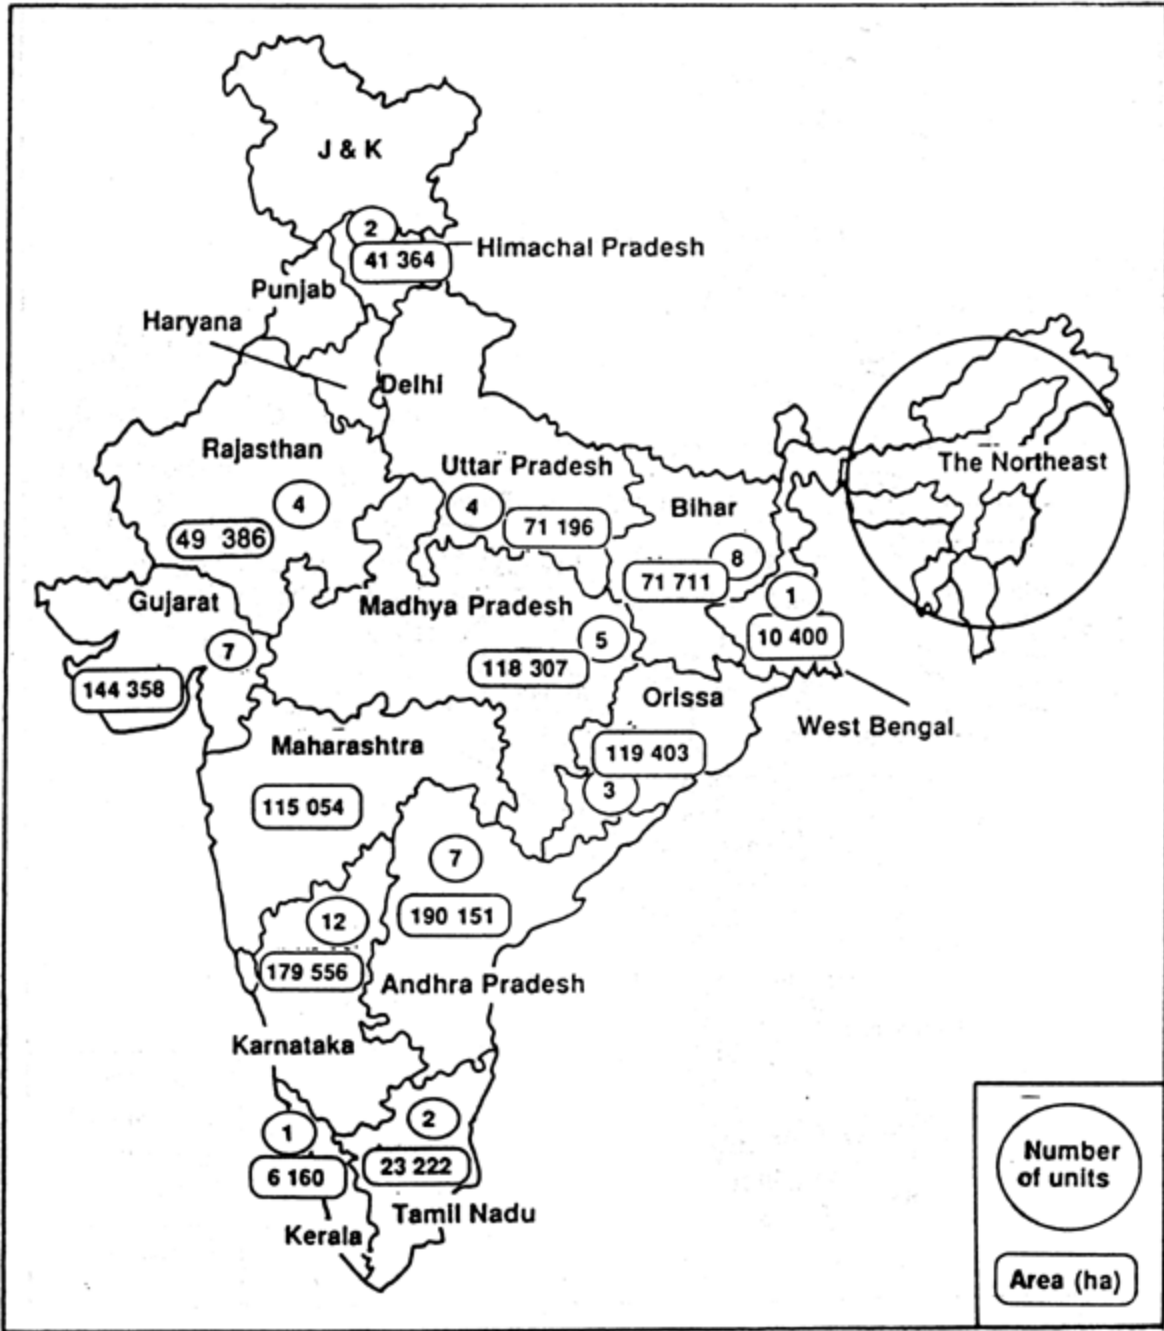 J & K
2
41 364
Himachal Pradesh
Punjab
Haryana
Delhi
Rajasthan
4
49 386
Uttar Pradesh
4
71 196
Bihar
8
71 711
The Northeast
Gujarat
7
144 358
Madhya Pradesh
5
118 307
1
10 400
West Bengal
Orissa
119 403
3
Maharashtra
115 054
7
190 151
Andhra Pradesh
12
179 556
Karnataka
1
6 160
Kerala
2
23 222
Tamil Nadu
Number
of units
Area (ha)